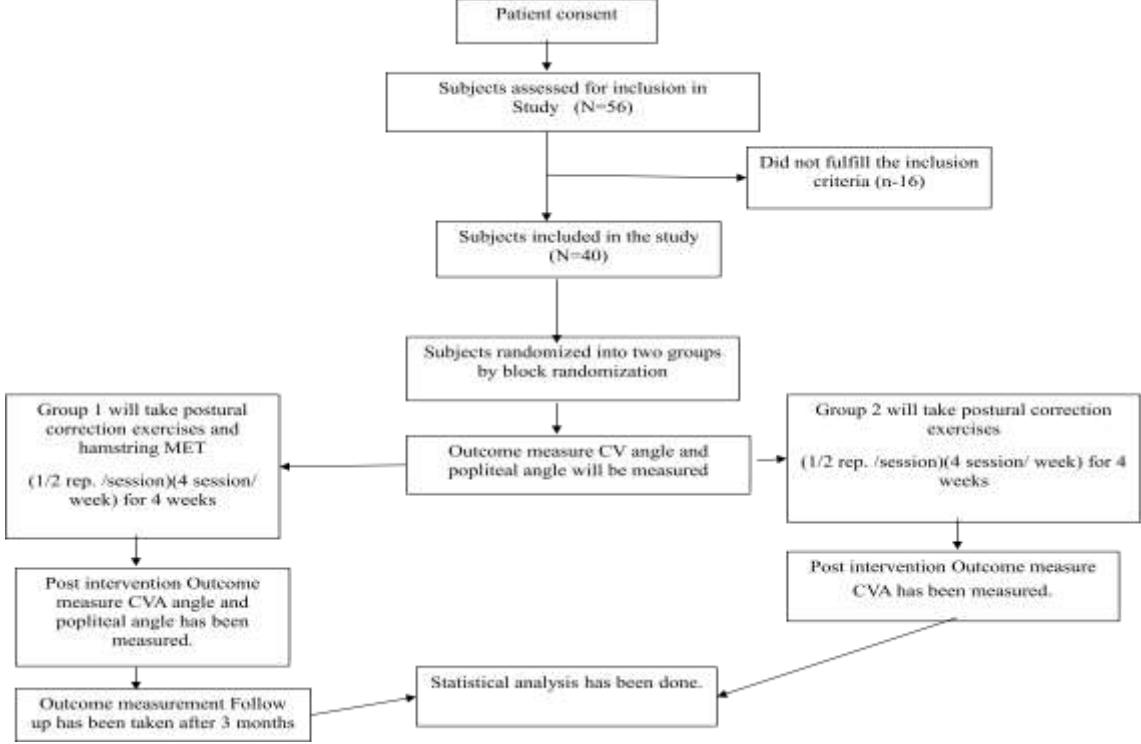 Patient consent
Subjects assessed for inclusion in
Study (N=56)
Did not fulfill the inclusion
criteria (n-16)
Subjects included in the study
(N=40)
Subjects randomized into two groups
by block randomization
Group 1 will take postural
correction exercises and
hamstring MET
(1/2 rep. /session)(4 session/
week) for 4 weeks
Outcome measure CV angle and
popliteal angle will be measured
Group 2 will take postural correction
exercises
(1/2 rep. /session)(4 session/ week) for 4
weeks
Post intervention Outcome
measure CVA angle and
popliteal angle has been
measured.
Post intervention Outcome measure
CVA has been measured.
Outcome measurement Follow
up has been taken after 3 months
Statistical analysis has been done.